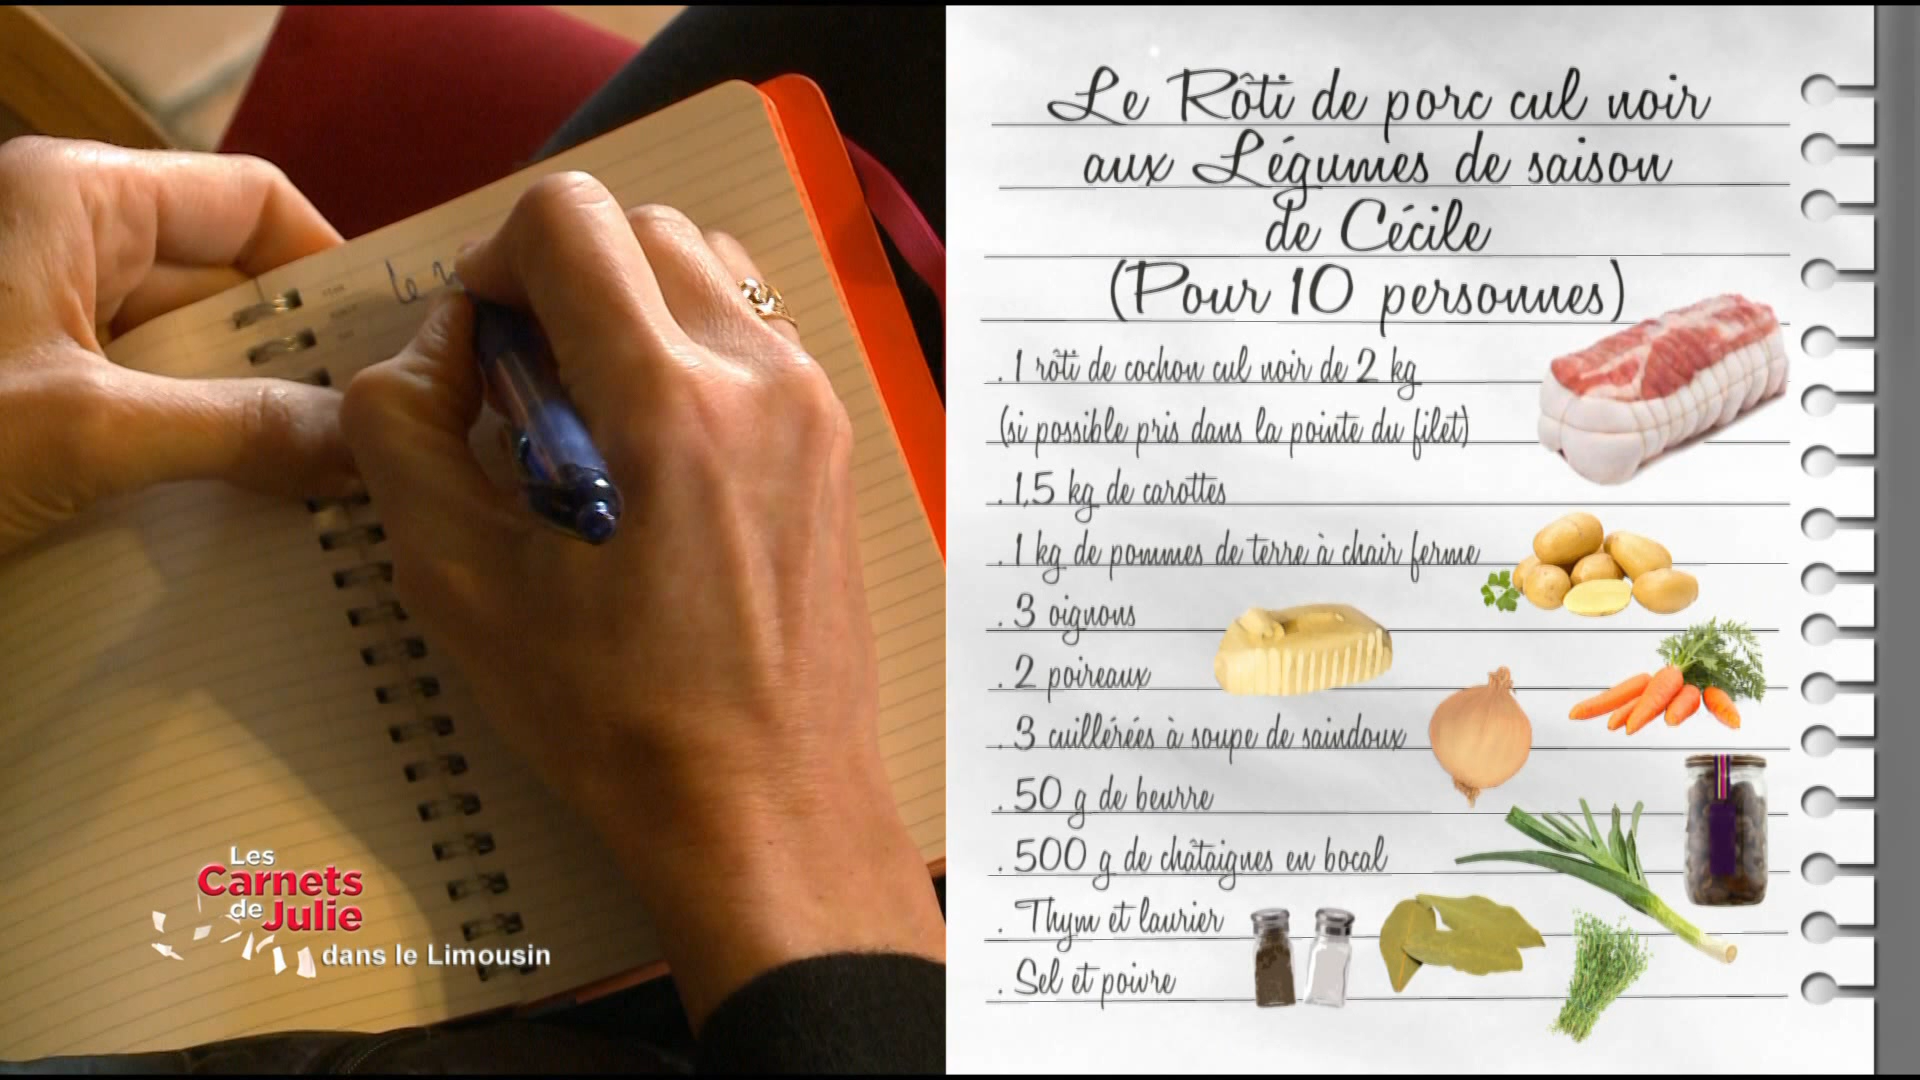 Le Rôti de porc cul noir
aux Légumes de saison
de Cécile
(Pour 10 personnes)
. 1 rôti de cochon cul noir de 2 kg
(si possible pris dans la pointe du filet)
. 1,5 kg de carottes
. 1 kg de pommes de terre à chair ferme
. 3 oignons
. 2 poireaux
. 3 cuillérées à soupe de saindoux
. 50 g de beurre
. 500 g de châtaignes en bocal
. Thym et laurier
. Sel et poivre
le
Les
Carnets
de Julie
dans le Limousin